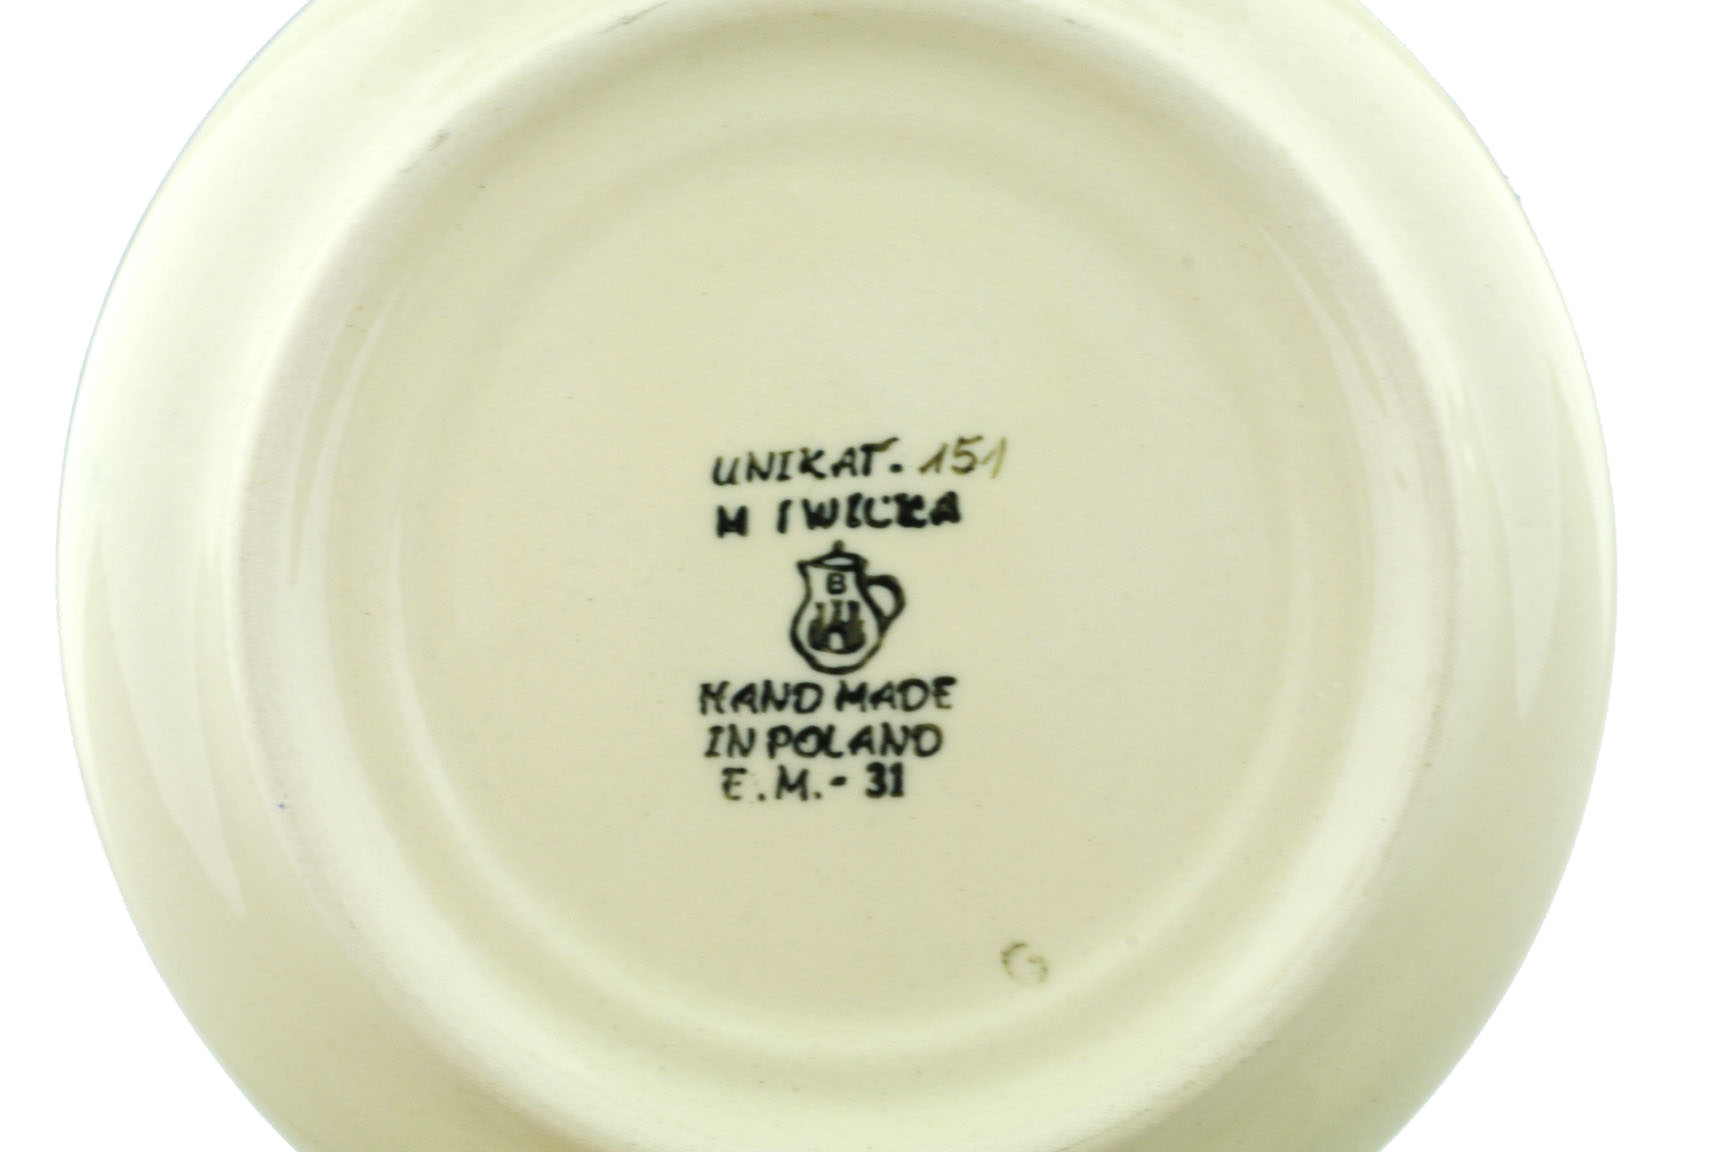 UNIKAT. 151
M IWICKA
B
HAND MADE
IN POLAND
E.M.- 31
G